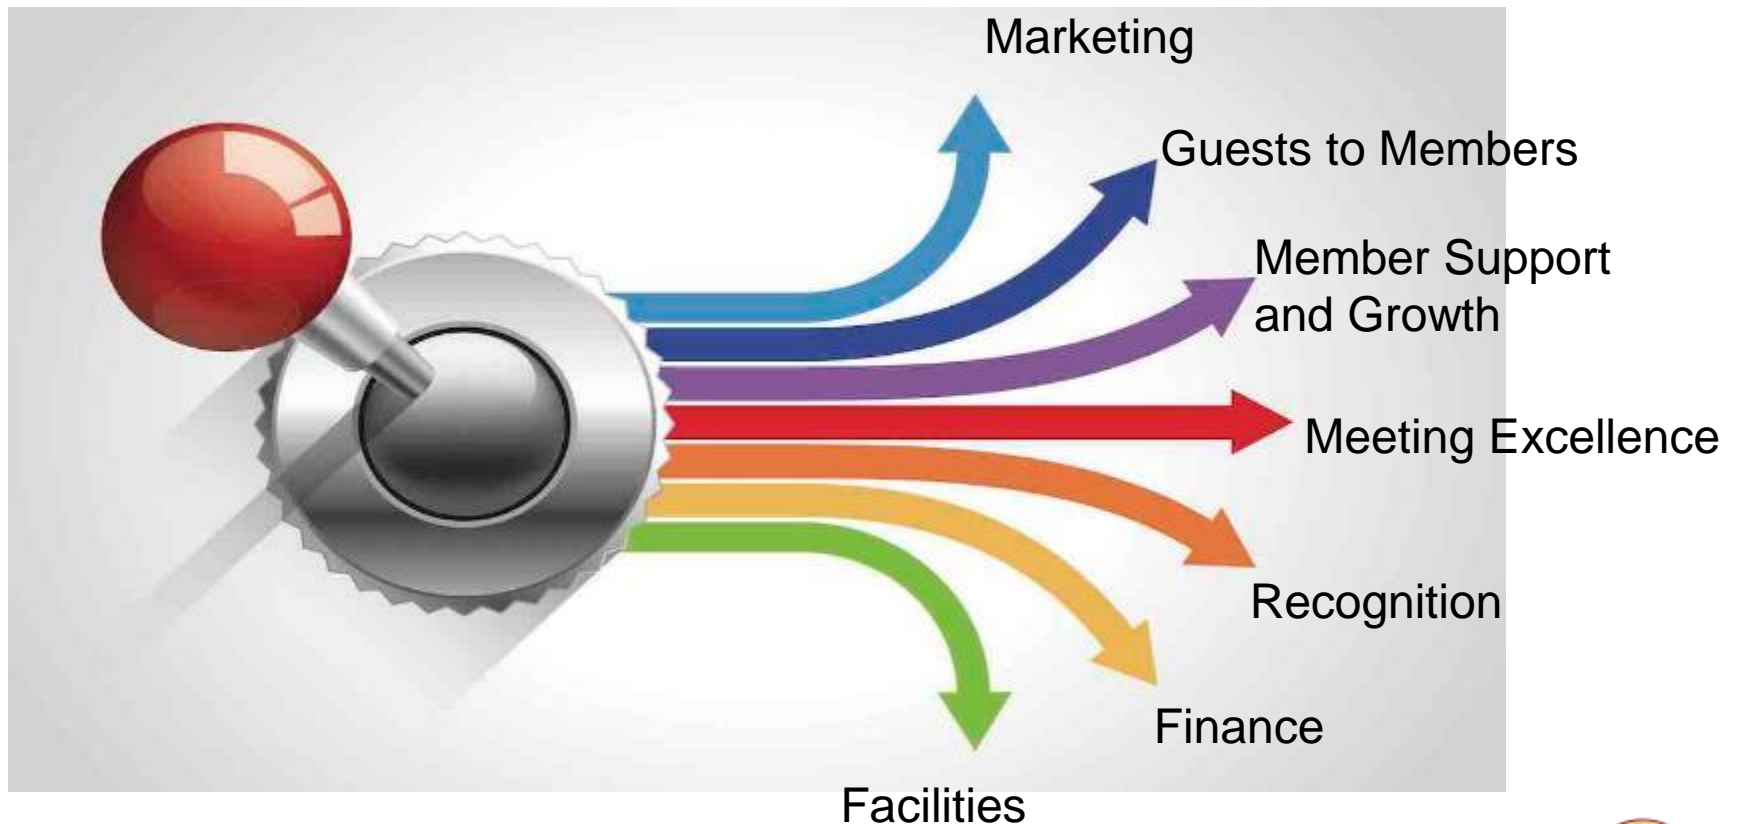 Marketing
Guests to Members
Member Support
and Growth
Meeting Excellence
Recognition
Finance
Facilities